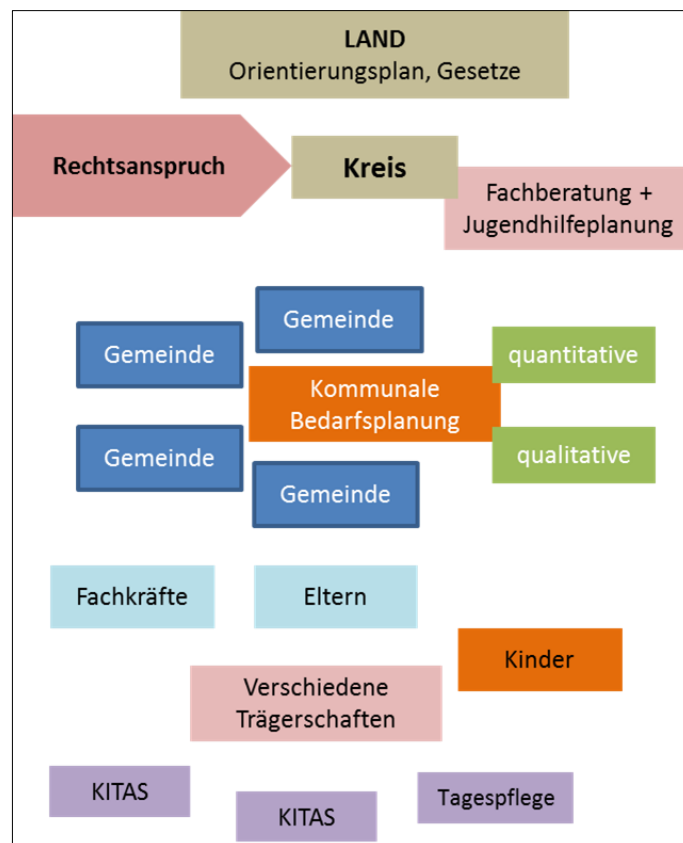 LAND
Orientierungsplan, Gesetze
Rechtsanspruch
Kreis
Fachberatung +
Jugendhilfeplanung
Gemeinde
Gemeinde
quantitative
Kommunale
Bedarfsplanung
Gemeinde
qualitative
Gemeinde
Fachkräfte
Eltern
Kinder
Verschiedene
Trägerschaften
KITAS
KITAS
Tagespflege